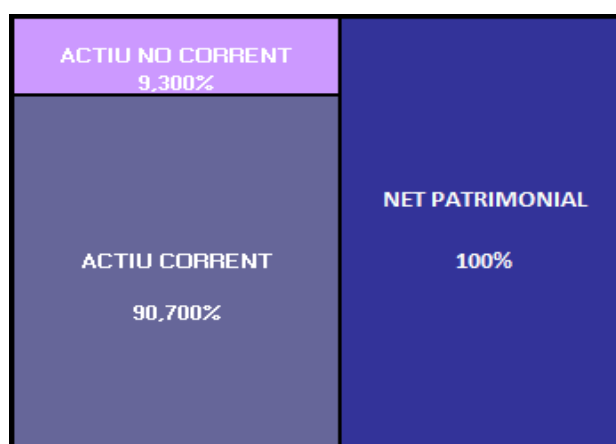 ACTIU NO CORRENT
9,300%
ACTIU CORRENT
90,700%
NET PATRIMONIAL
100%